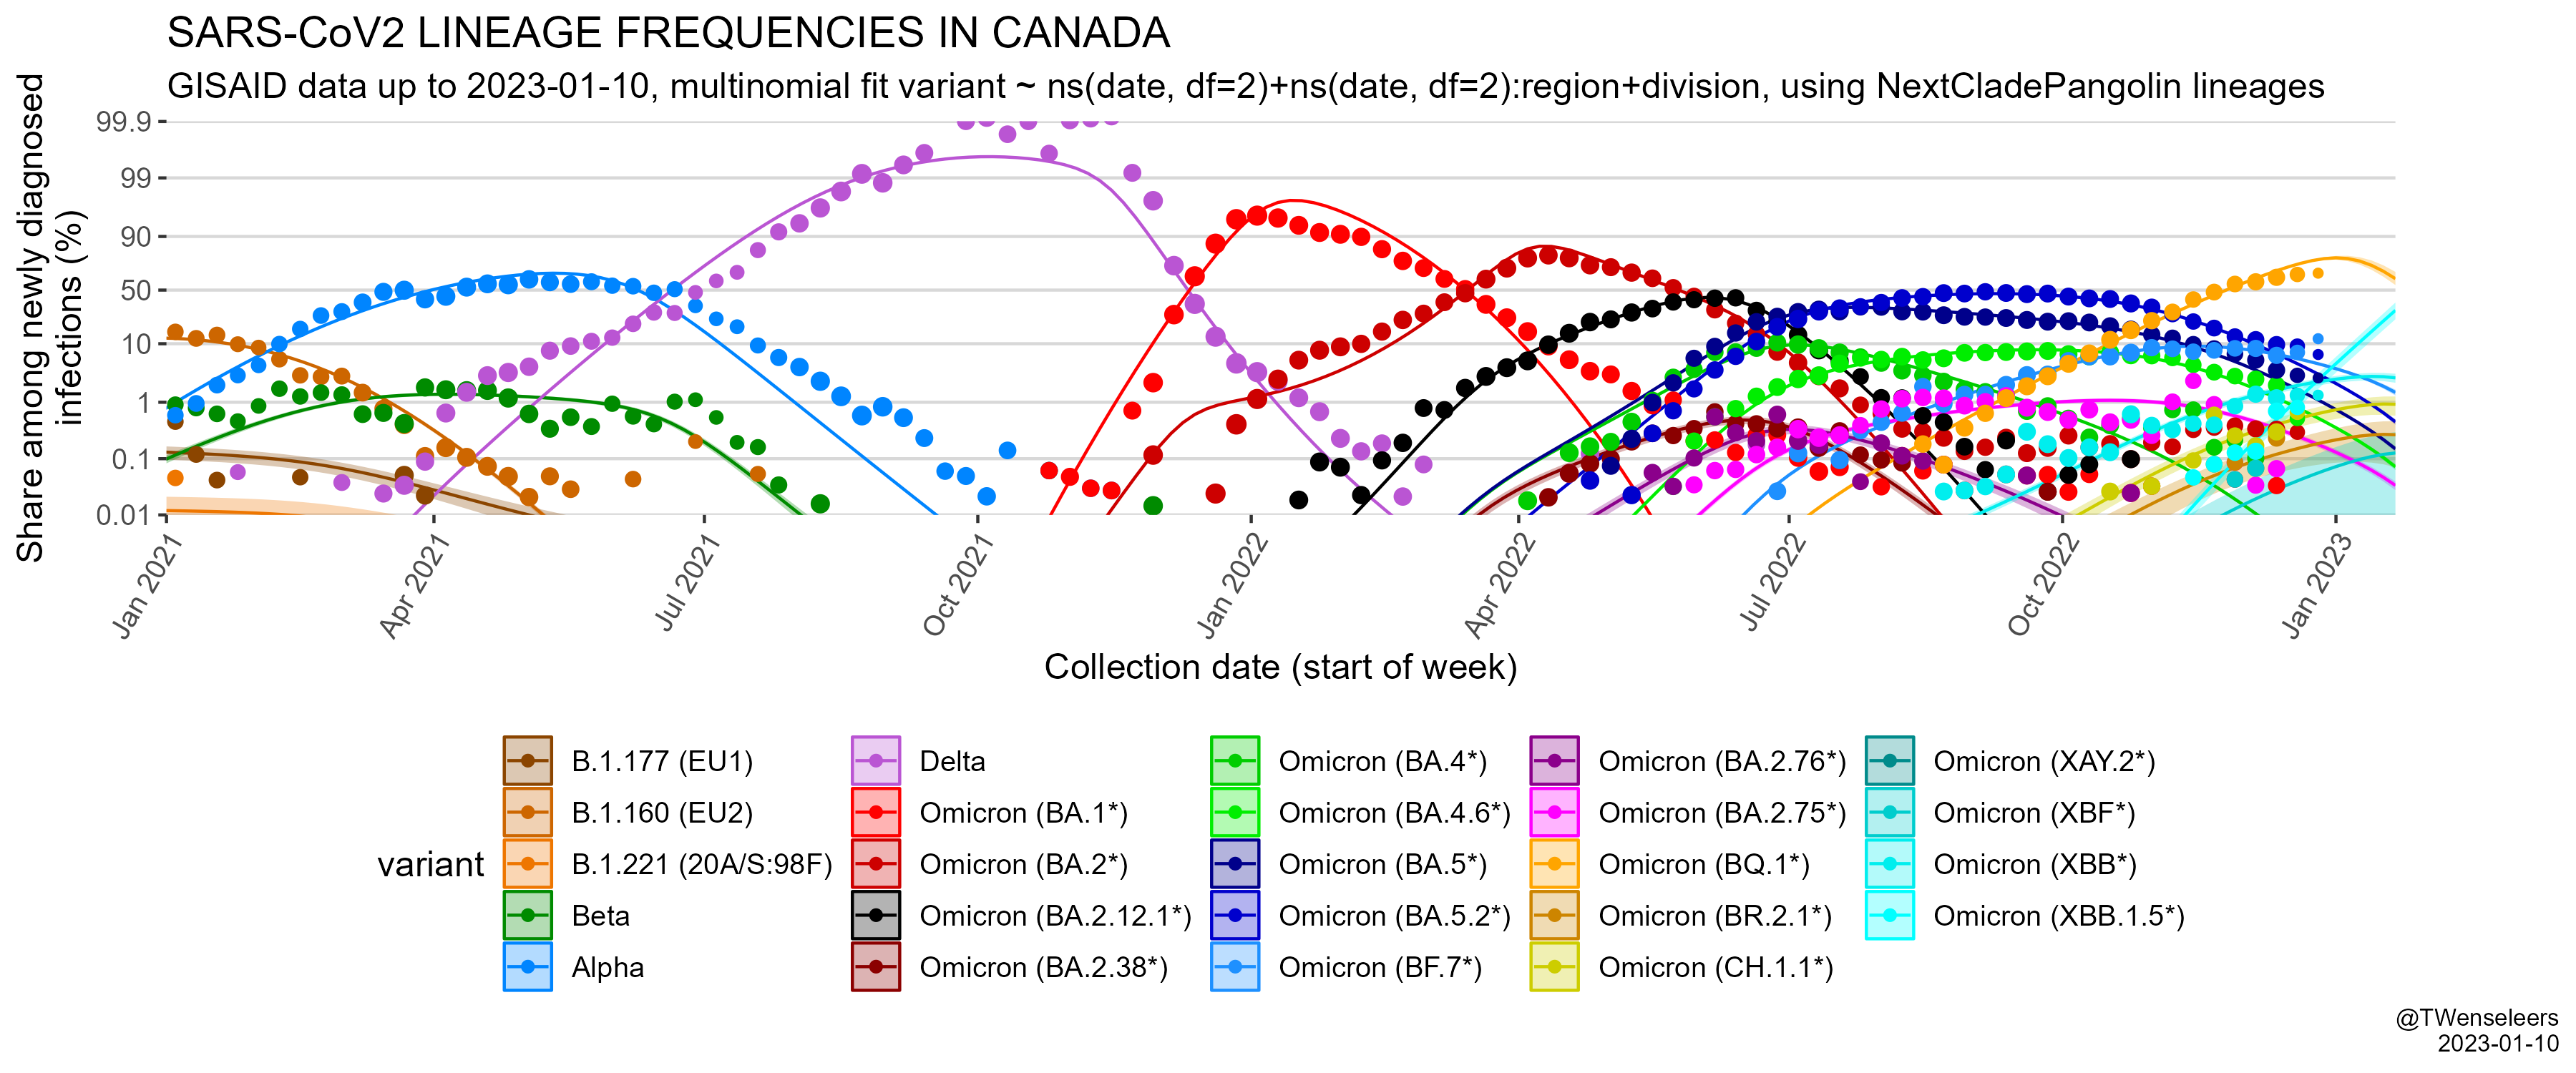 SARS-CoV2 LINEAGE FREQUENCIES IN CANADA
GISAID data up to 2023-01-10, multinomial fit variant ~ ns(date, df=2)+ns(date, df=2):region+division, using NextCladePangolin lineages
Share among newly diagnosed
infections (%)
99.9
99
90
50
10
1
0.1
0.01
Jan 2021
Apr 2021
Jul 2021
Oct 2021
Jan 2022
Apr 2022
Jul 2022
Oct 2022
Jan 2023
Collection date (start of week)
variant
B.1.177 (EU1)
B.1.160 (EU2)
B.1.221 (20A/S:98F)
Beta
Alpha
Delta
Omicron (BA.1*)
Omicron (BA.2*)
Omicron (BA.2.12.1*)
Omicron (BA.2.38*)
Omicron (BA.4*)
Omicron (BA.4.6*)
Omicron (BA.5*)
Omicron (BA.5.2*)
Omicron (BF.7*)
Omicron (BA.2.76*)
Omicron (BA.2.75*)
Omicron (BQ.1*)
Omicron (BR.2.1*)
Omicron (CH.1.1*)
Omicron (XAY.2*)
Omicron (XBF*)
Omicron (XBB*)
Omicron (XBB.1.5*)
@TWenseleers
2023-01-10